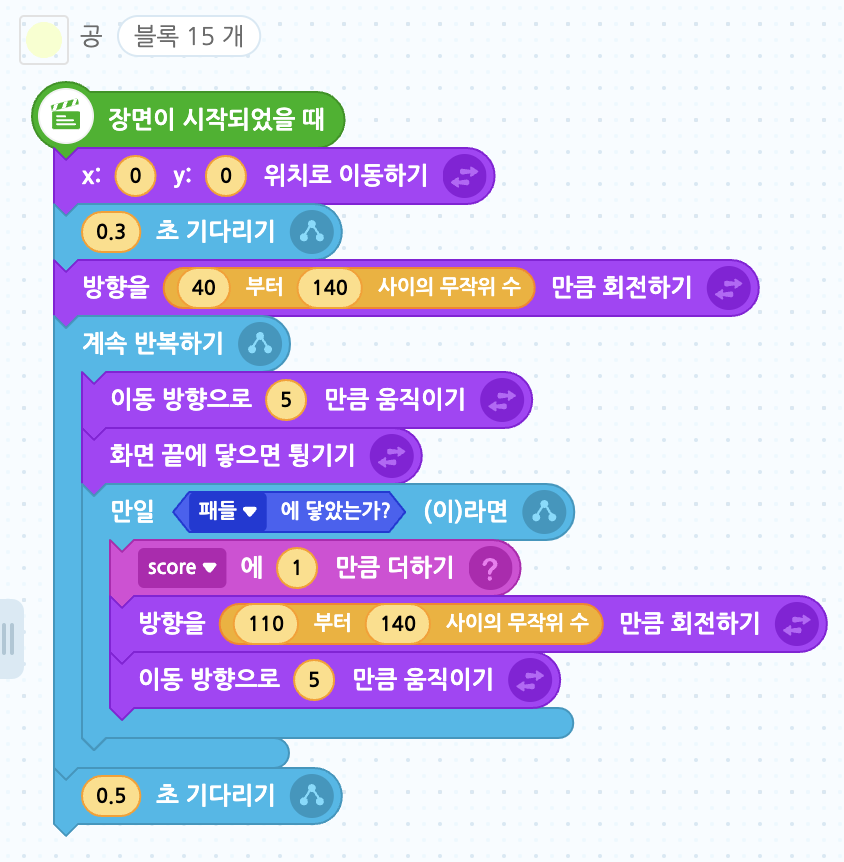 공 블록 15 개
장면이 시작되었을 때
x: 0 y: 0 위치로 이동하기
0.3 초 기다리기
방향을 40 부터 140 사이의 무작위 수 만큼 회전하기
계속 반복하기
이동 방향으로 5 만큼 움직이기
화면 끝에 닿으면 튕기기
만일 패들 에 닿았는가? (이)라면
score 에 1 만큼 더하기 ?
방향을 110 부터 140 사이의 무작위 수 만큼 회전하기
이동 방향으로 5 만큼 움직이기
0.5 초 기다리기